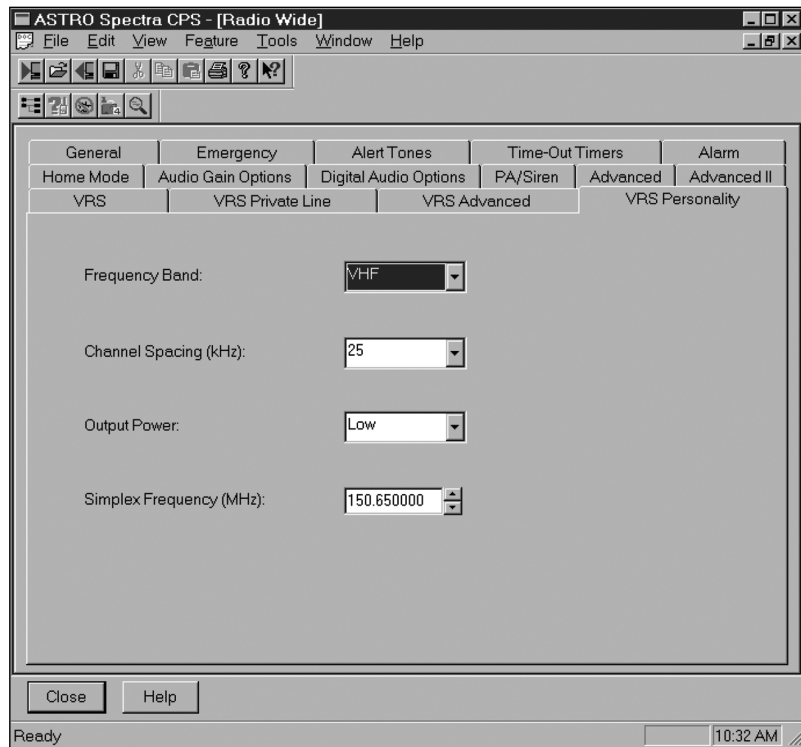 ASTRO Spectra CPS - [Radio Wide]
File Edit View Feature Tools Window Help
General Emergency Alert Tones Time-Out Timers Alarm
Home Mode Audio Gain Options Digital Audio Options PA/Siren Advanced Advanced II
VRS VRS Private Line VRS Advanced VRS Personality
Frequency Band: VHF
Channel Spacing (kHz): 25
Output Power: Low
Simplex Frequency (MHz): 150.650000
Close Help
Ready 10:32 AM